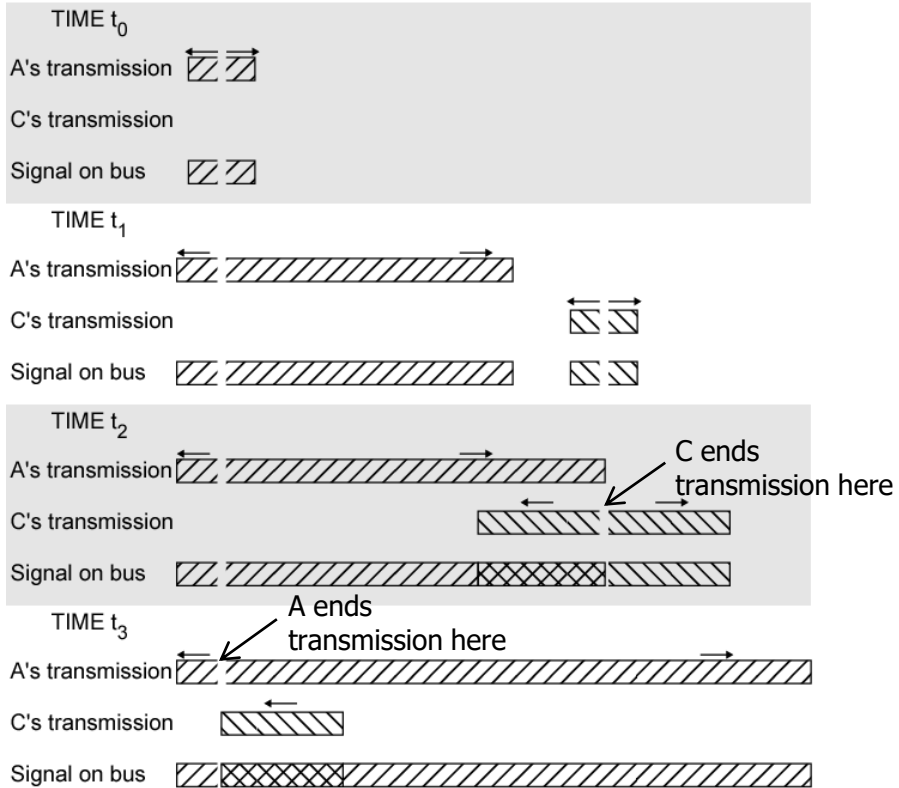 TIME t0
A's transmission
C's transmission
Signal on bus
TIME t1
A's transmission
C's transmission
Signal on bus
TIME t2
A's transmission
C ends
transmission here
C's transmission
Signal on bus
TIME t3
A ends
transmission here
A's transmission
C's transmission
Signal on bus